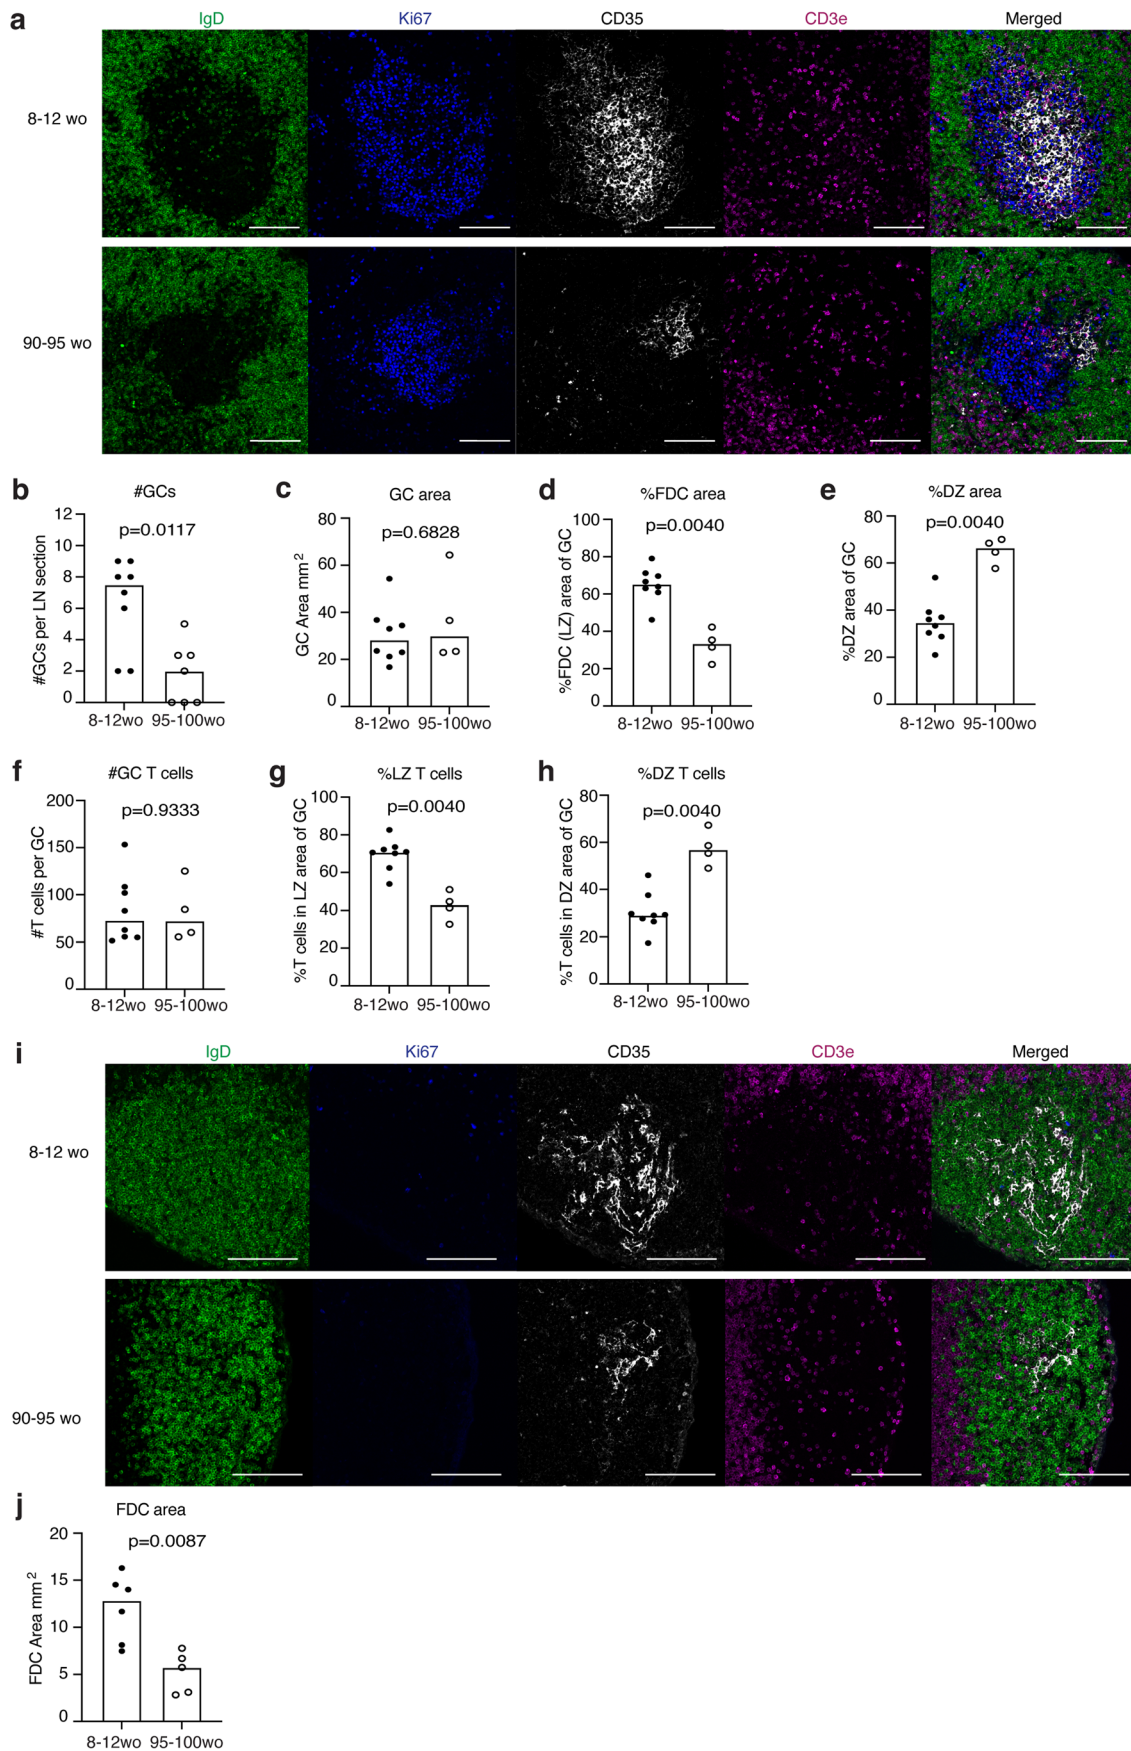 a
IgD Ki67 CD35 CD3e Merged
8-12 wo
90-95 wo
b
#GCs
p=0.0117
#GCs per LN section
12
10
8
6
4
2
0
8-12wo 95-100wo
c
GC area
p=0.6828
GC Area mm²
80
60
40
20
0
8-12wo 95-100wo
d
%FDC area
p=0.0040
%FDC (LZ) area of GC
100
80
60
40
20
0
8-12wo 95-100wo
e
%DZ area
p=0.0040
%DZ area of GC
80
60
40
20
0
8-12wo 95-100wo
f
#GC T cells
p=0.9333
#T cells per GC
200
150
100
50
0
8-12wo 95-100wo
g
%LZ T cells
p=0.0040
%T cells in LZ area of GC
100
80
60
40
20
0
8-12wo 95-100wo
h
%DZ T cells
p=0.0040
%T cells in DZ area of GC
80
60
40
20
0
8-12wo 95-100wo
i
IgD Ki67 CD35 CD3e Merged
8-12 wo
90-95 wo
j
FDC area
p=0.0087
FDC Area mm²
20
15
10
5
0
8-12wo 95-100wo